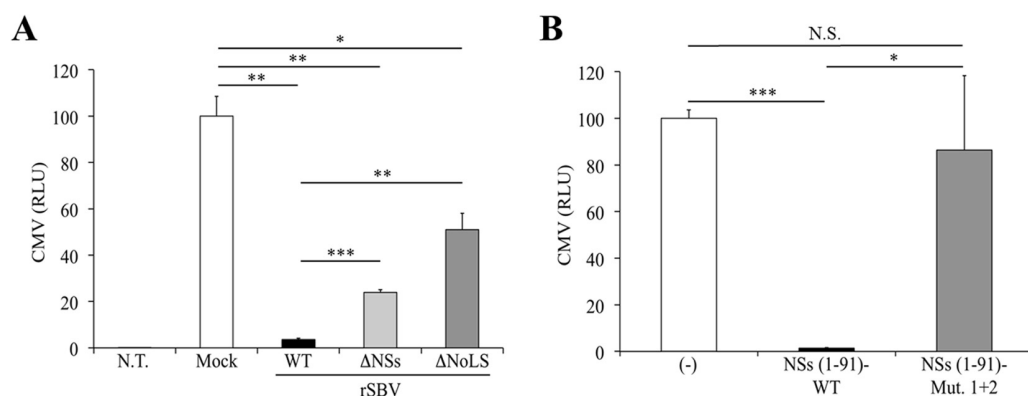 A
*
**
**
**
***
CMV (RLU)
120
100
80
60
40
20
0
N.T.
Mock
WT
ΔNSs
ΔNoLS
rSBV
B
N.S.
*
***
CMV (RLU)
120
100
80
60
40
20
0
(-)
NSs (1-91)-
WT
NSs (1-91)-
Mut. 1+2